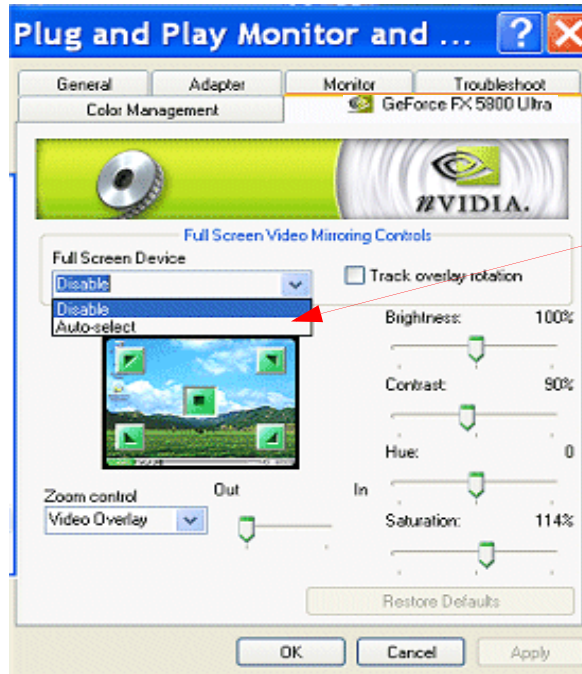 Plug and Play Monitor and ...
General Adapter Monitor Troubleshoot
Color Management GeForce FX 5800 Ultra
nVIDIA.
Full Screen Video Mirroring Controls
Full Screen Device
Disable
Track overlay rotation
Disable
Auto-select
Brightness: 100%
Contrast: 90%
Hue: 0
Zoom control
Out In
Video Overlay
Saturation: 114%
Restore Defaults
OK Cancel Apply